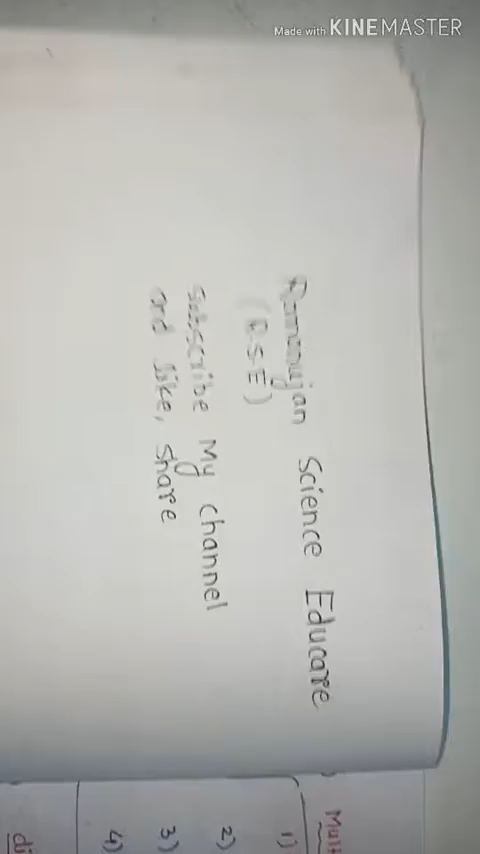 Made with KINEMASTER
Ramanujan Science Educare
(R.S.E)
Subscribe My channel
and like, share
1)
2)
3)
4)